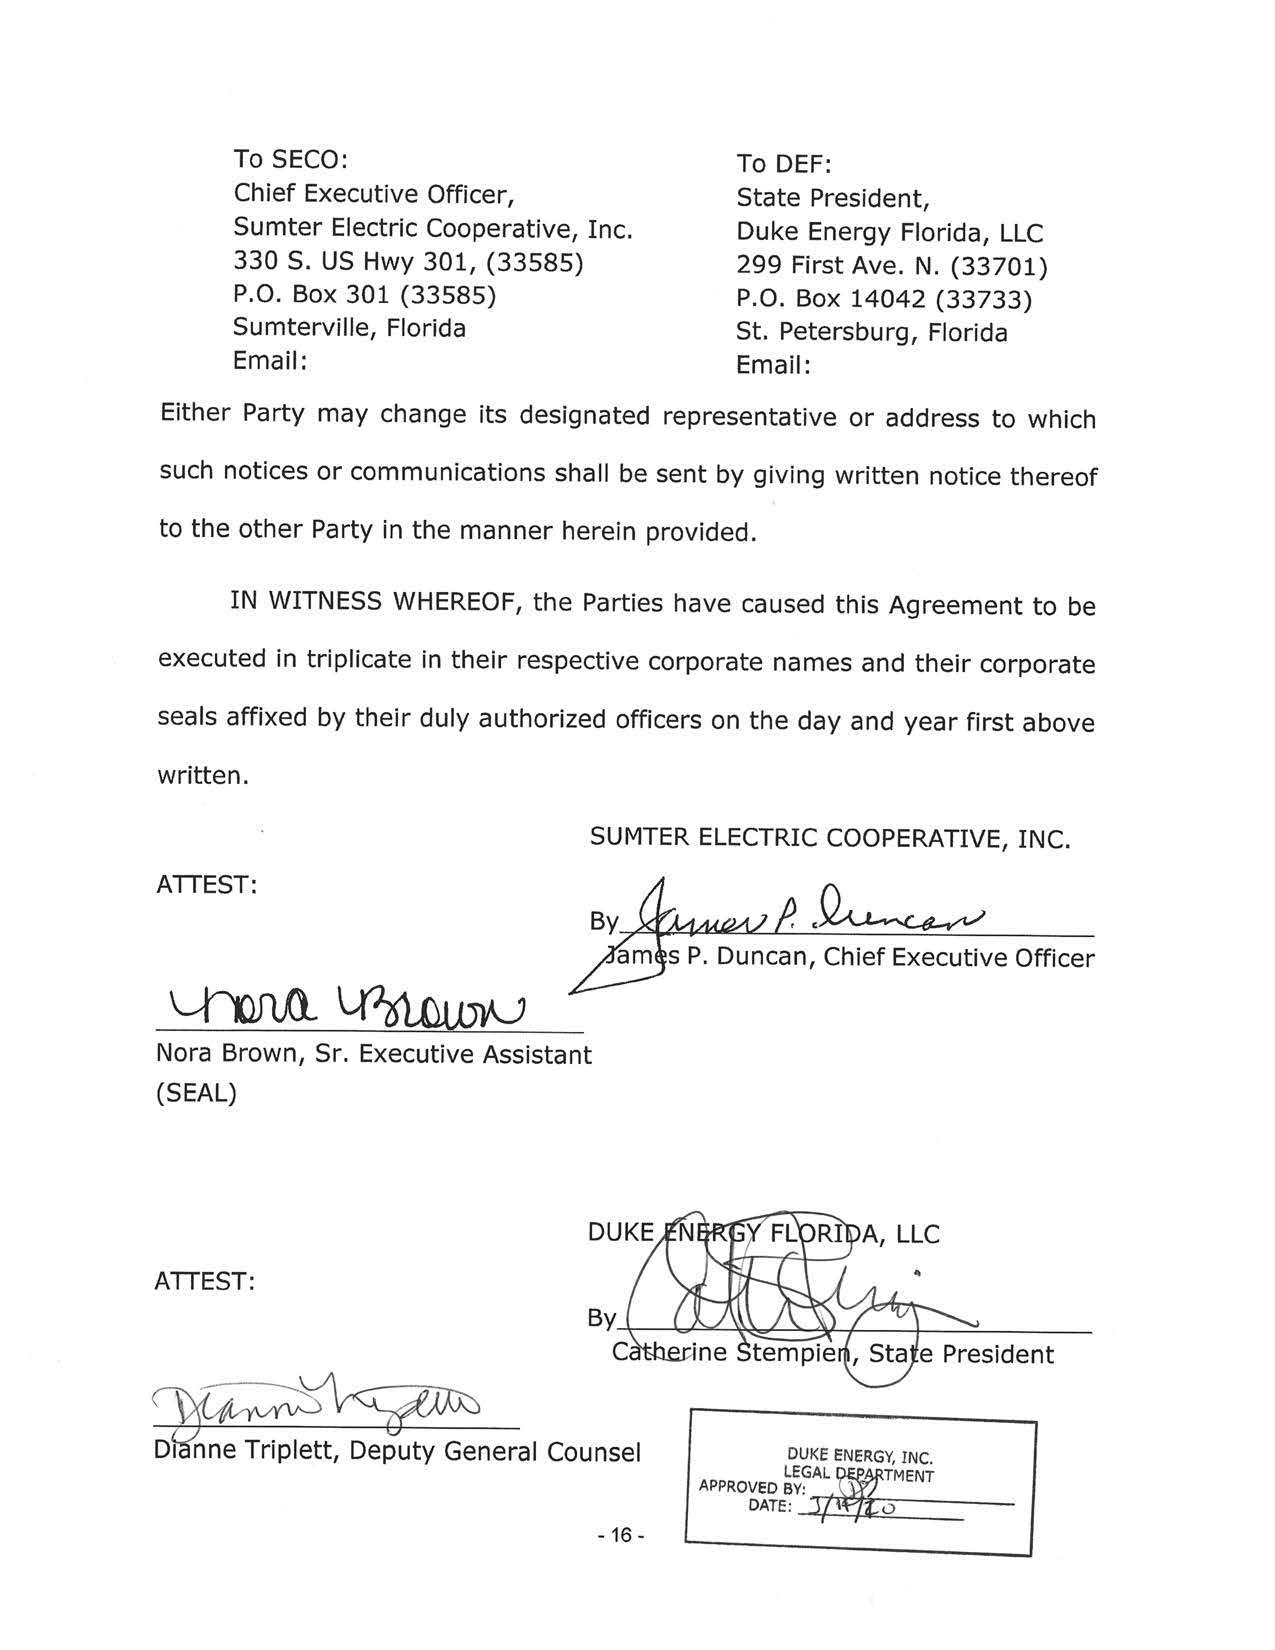 To SECO:
Chief Executive Officer,
Sumter Electric Cooperative, Inc.
330 S. US Hwy 301, (33585)
P.O. Box 301 (33585)
Sumterville, Florida
Email:
To DEF:
State President,
Duke Energy Florida, LLC
299 First Ave. N. (33701)
P.O. Box 14042 (33733)
St. Petersburg, Florida
Email:
Either Party may change its designated representative or address to which
such notices or communications shall be sent by giving written notice thereof
to the other Party in the manner herein provided.
IN WITNESS WHEREOF, the Parties have caused this Agreement to be
executed in triplicate in their respective corporate names and their corporate
seals affixed by their duly authorized officers on the day and year first above
written.
SUMTER ELECTRIC COOPERATIVE, INC.
ATTEST:
By James P. Duncan
James P. Duncan, Chief Executive Officer
Nora Brown
Nora Brown, Sr. Executive Assistant
(SEAL)
DUKE ENERGY FLORIDA, LLC
ATTEST:
By
Catherine Stempien, State President
Dianne Triplett, Deputy General Counsel
DUKE ENERGY, INC.
LEGAL DEPARTMENT
APPROVED BY:
DATE:
- 16 -